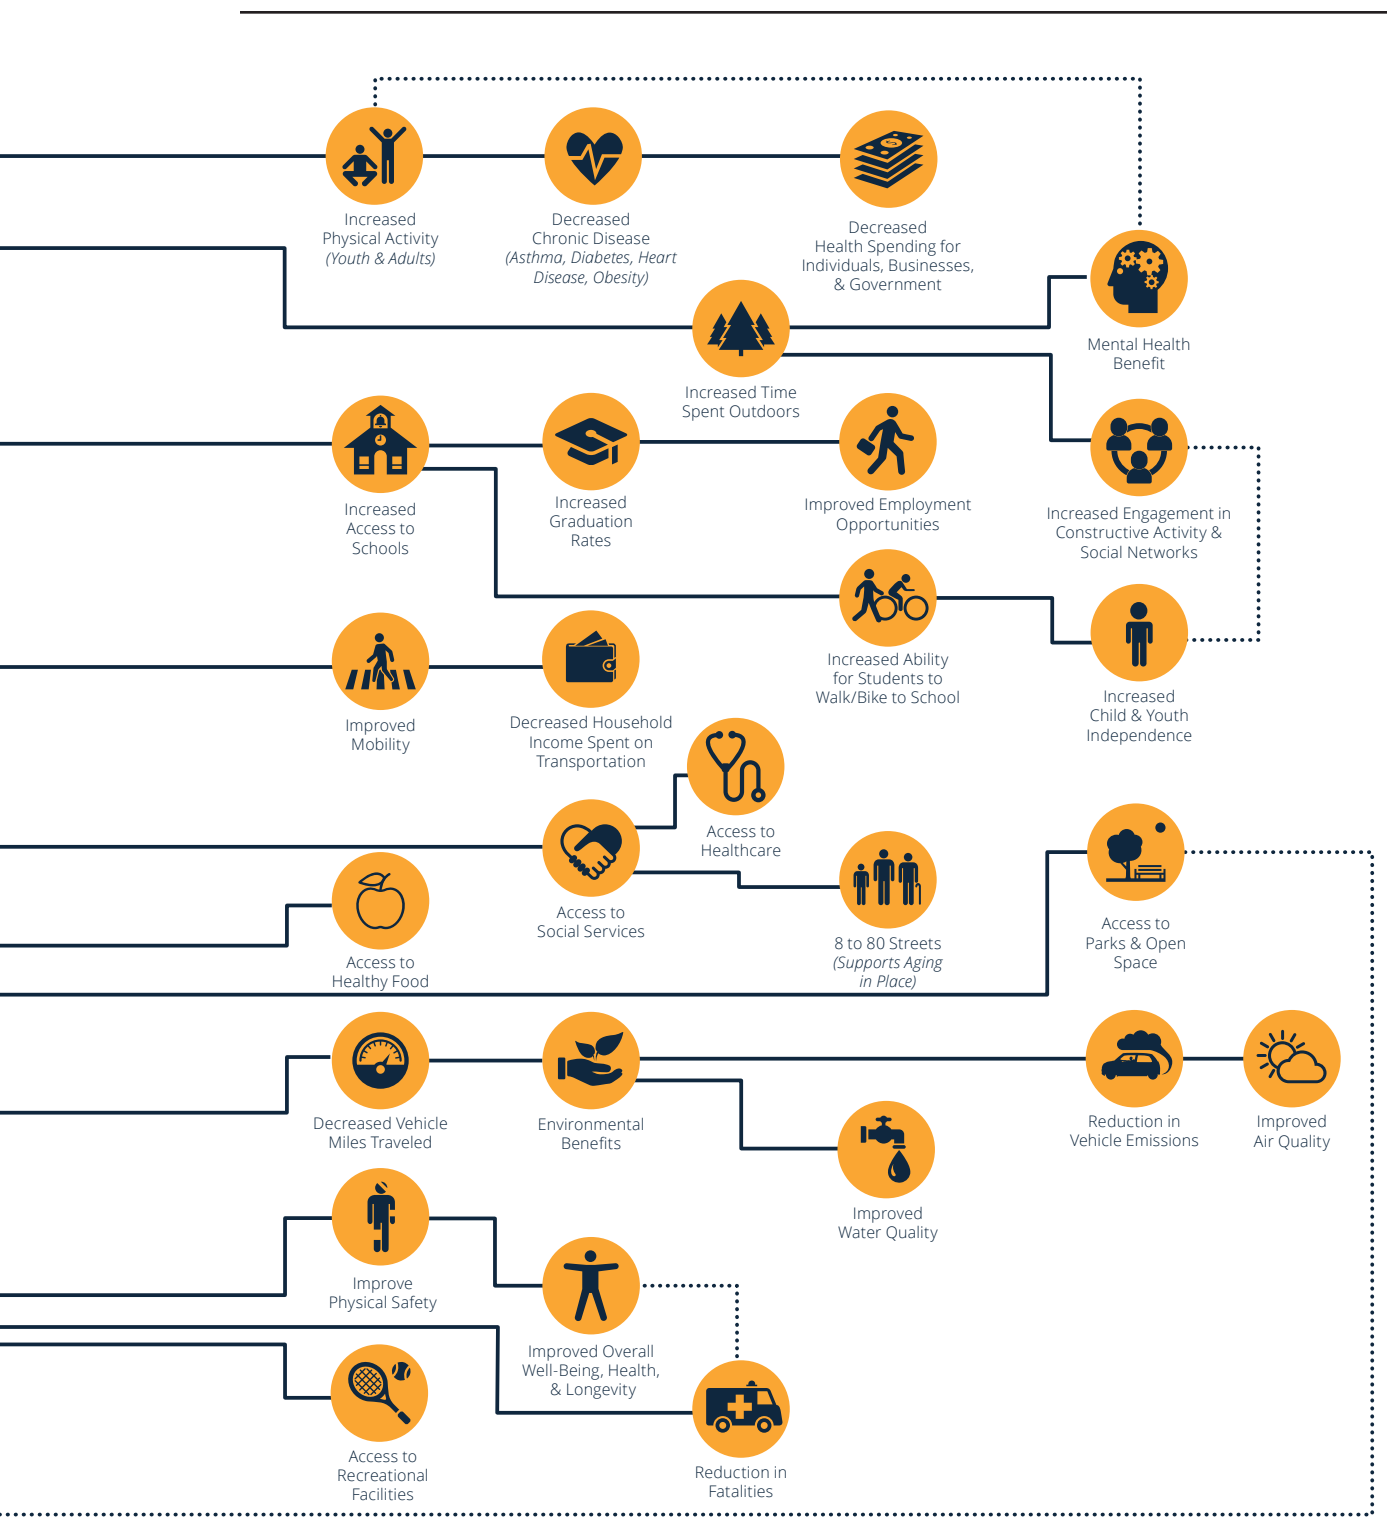 Increased
Physical Activity
(Youth & Adults)
Decreased
Chronic Disease
(Asthma, Diabetes, Heart
Disease, Obesity)
Decreased
Health Spending for
Individuals, Businesses,
& Government
Mental Health
Benefit
Increased Time
Spent Outdoors
Increased
Access to
Schools
Increased
Graduation
Rates
Improved Employment
Opportunities
Increased Engagement in
Constructive Activity &
Social Networks
Increased Ability
for Students to
Walk/Bike to School
Increased
Child & Youth
Independence
Improved
Mobility
Decreased Household
Income Spent on
Transportation
Access to
Healthcare
Access to
Social Services
8 to 80 Streets
(Supports Aging
in Place)
Access to
Parks & Open
Space
Access to
Healthy Food
Decreased Vehicle
Miles Traveled
Environmental
Benefits
Reduction in
Vehicle Emissions
Improved
Air Quality
Improved
Water Quality
Improve
Physical Safety
Improved Overall
Well-Being, Health,
& Longevity
Access to
Recreational
Facilities
Reduction in
Fatalities